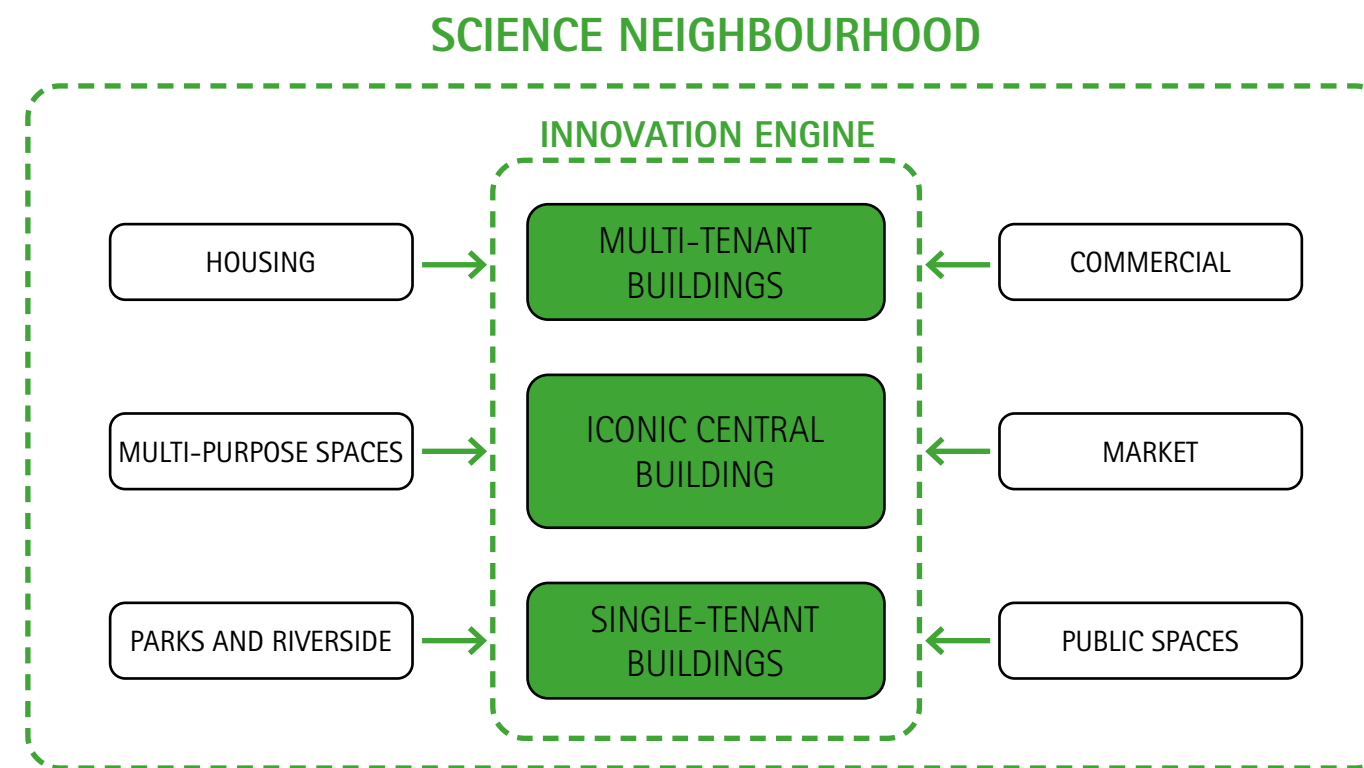 SCIENCE NEIGHBOURHOOD
INNOVATION ENGINE
HOUSING
MULTI-TENANT
BUILDINGS
COMMERCIAL
MULTI-PURPOSE SPACES
ICONIC CENTRAL
BUILDING
MARKET
PARKS AND RIVERSIDE
SINGLE-TENANT
BUILDINGS
PUBLIC SPACES